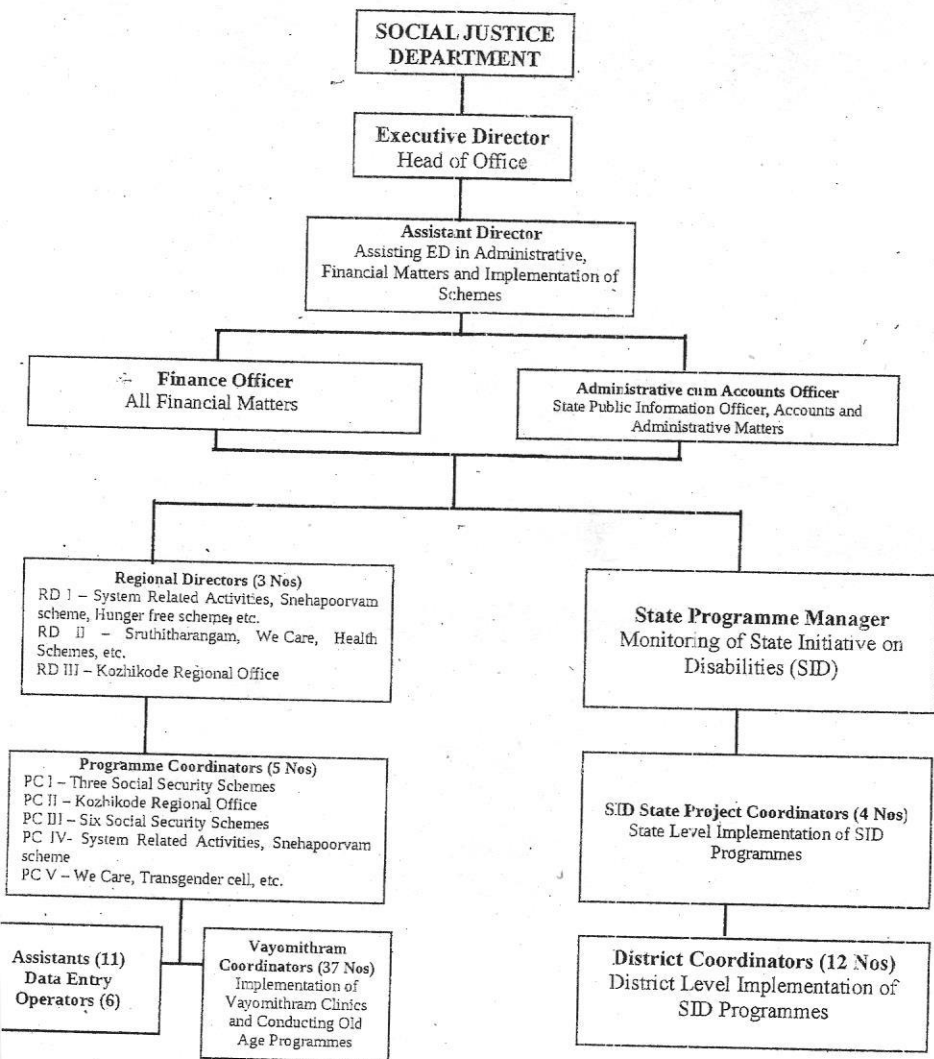 SOCIAL JUSTICE
DEPARTMENT
Executive Director
Head of Office
Assistant Director
Assisting ED in Administrative,
Financial Matters and Implementation of
Schemes
Finance Officer
All Financial Matters
Administrative cum Accounts Officer
State Public Information Officer, Accounts and
Administrative Matters
Regional Directors (3 Nos)
RD I – System Related Activities, Snehapoorvam
scheme, Hunger free scheme, etc.
RD II – Sruthitharangam, We Care, Health
Schemes, etc.
RD III – Kozhikode Regional Office
State Programme Manager
Monitoring of State Initiative on
Disabilities (SID)
Programme Coordinators (5 Nos)
PC I – Three Social Security Schemes
PC II – Kozhikode Regional Office
PC III – Six Social Security Schemes
PC IV- System Related Activities, Snehapoorvam
scheme
PC V – We Care, Transgender cell, etc.
SID State Project Coordinators (4 Nos)
State Level Implementation of SID
Programmes
Assistants (11)
Data Entry
Operators (6)
Vayomithram
Coordinators (37 Nos)
Implementation of
Vayomithram Clinics
and Conducting Old
Age Programmes
District Coordinators (12 Nos)
District Level Implementation of
SID Programmes